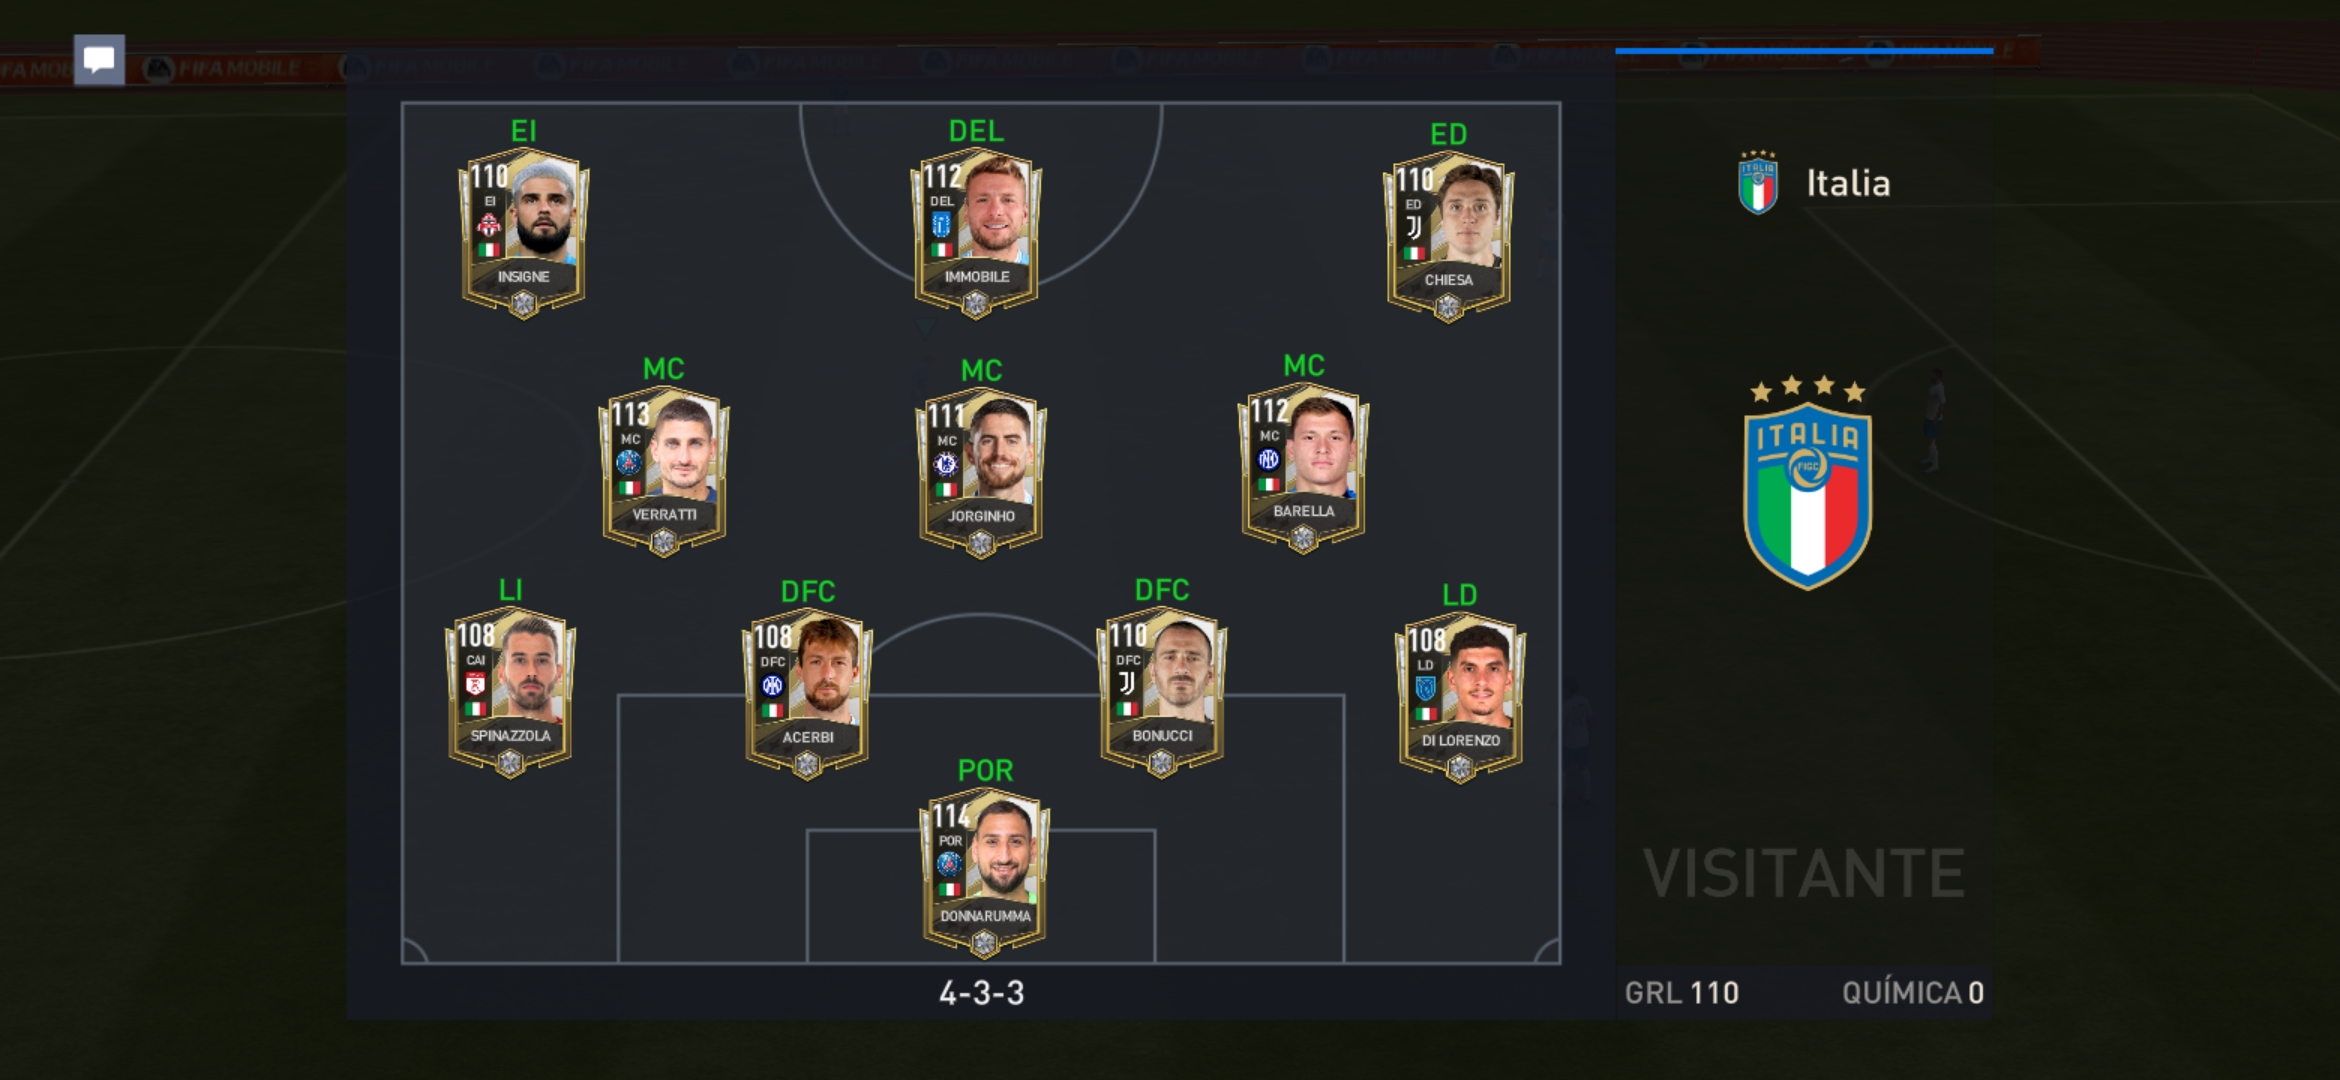 FIFA MOBILE
EI
DEL
ED
110
EI
INSIGNE
112
DEL
IMMOBILE
110
ED
CHIESA
Italia
MC
MC
MC
113
MC
VERRATTI
111
MC
JORGINHO
112
MC
BARELLA
ITALIA
FIGC
LI
DFC
DFC
LD
108
CAI
SPINAZZOLA
108
DFC
ACERBI
110
DFC
BONUCCI
108
LD
DI LORENZO
POR
114
POR
DONNARUMMA
VISITANTE
4-3-3
GRL 110
QUÍMICA 0